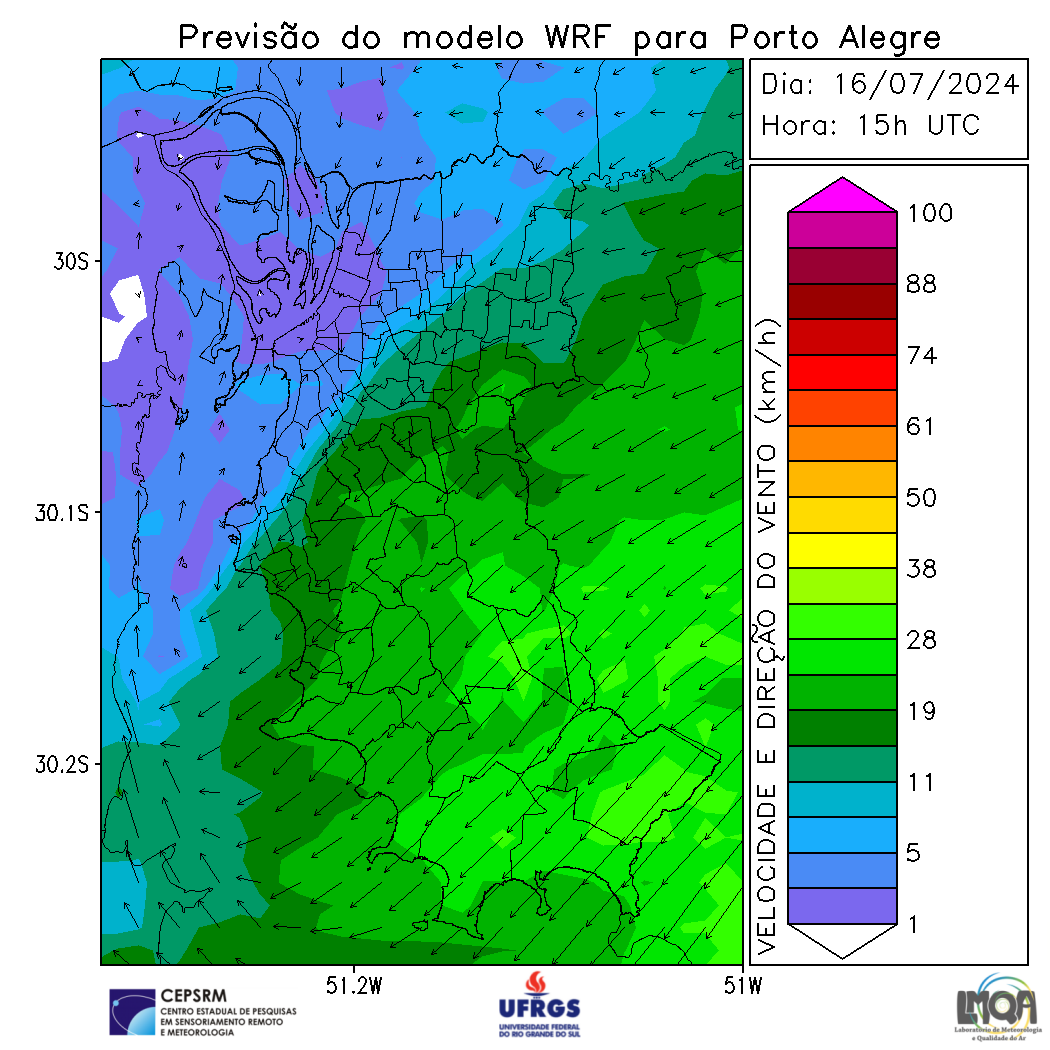 Previsão do modelo WRF para Porto Alegre
Dia: 16/07/2024
Hora: 15h UTC
30S
30.1S
30.2S
51.2W
51W
VELOCIDADE E DIREÇÃO DO VENTO (km/h)
100
88
74
61
50
38
28
19
11
5
1
CEPSRM
CENTRO ESTADUAL DE PESQUISAS
EM SENSORIAMENTO REMOTO
E METEOROLOGIA
UFRGS
UNIVERSIDADE FEDERAL
DO RIO GRANDE DO SUL
LMQA
Laboratório de Meteorologia
e Qualidade do Ar